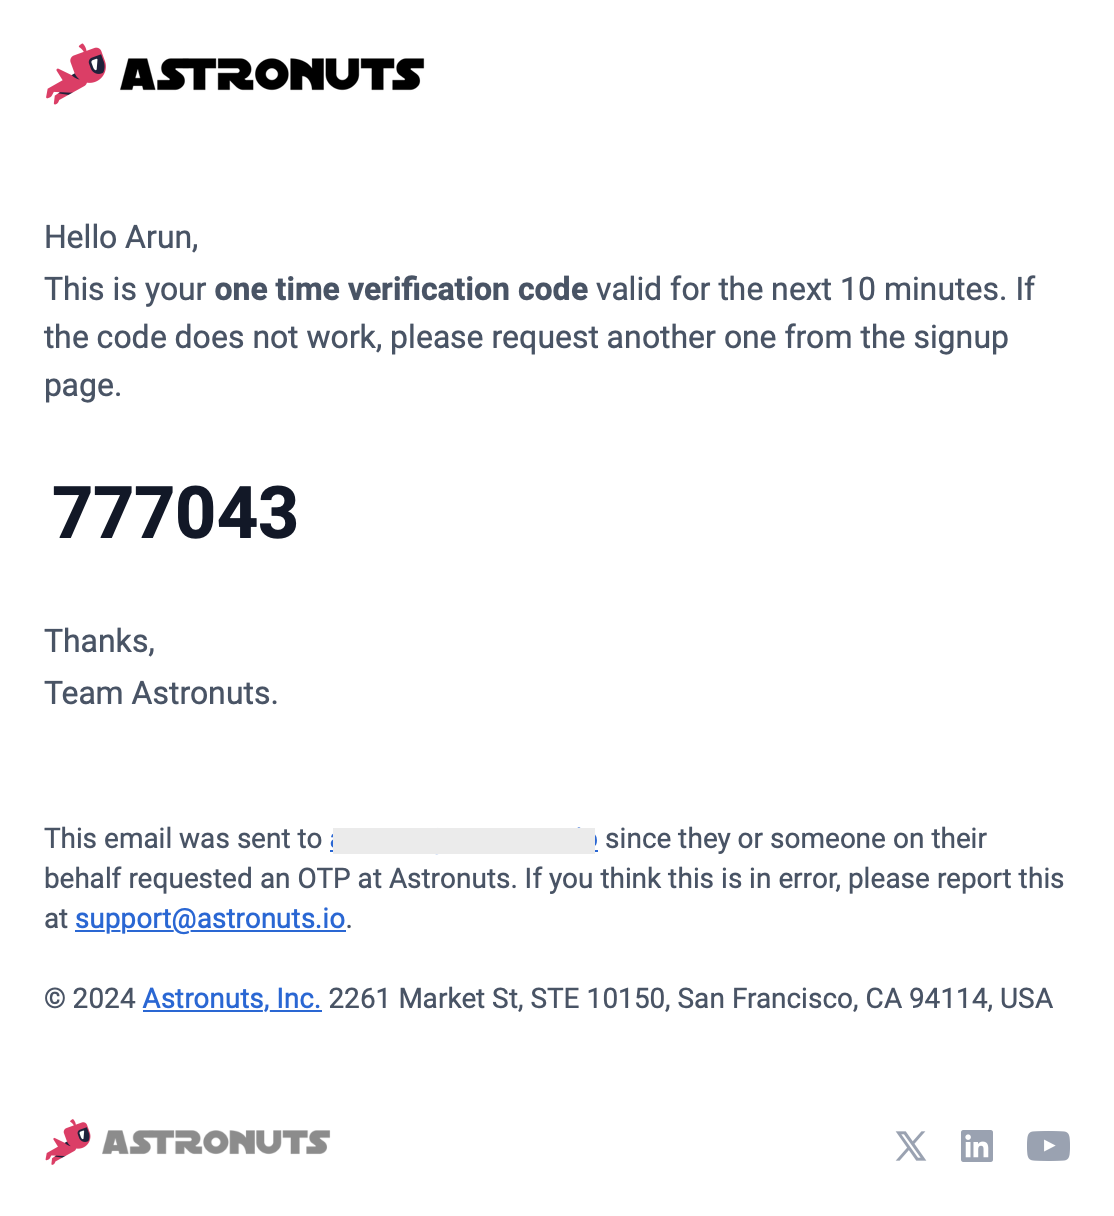 ASTRONUTS
Hello Arun,
This is your one time verification code valid for the next 10 minutes. If
the code does not work, please request another one from the signup
page.
777043
Thanks,
Team Astronuts.
This email was sent to since they or someone on their
behalf requested an OTP at Astronuts. If you think this is in error, please report this
at support@astronuts.io.
© 2024 Astronuts, Inc. 2261 Market St, STE 10150, San Francisco, CA 94114, USA
ASTRONUTS